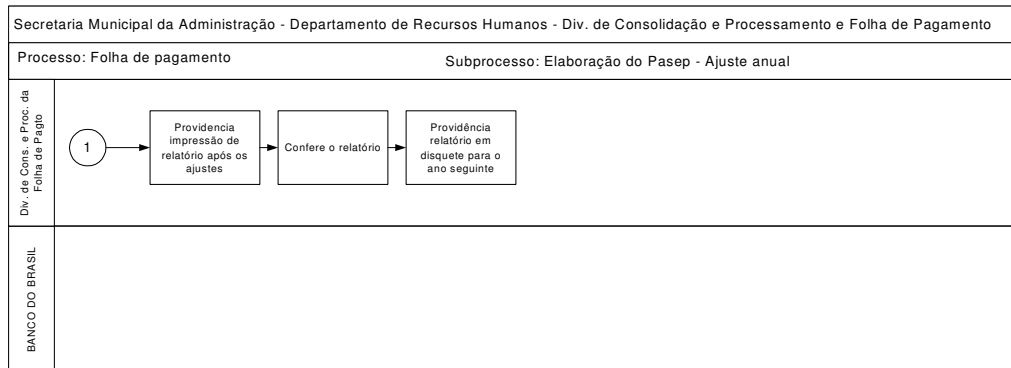 Secretaria Municipal da Administração - Departamento de Recursos Humanos - Div. de Consolidação e Processamento e Folha de Pagamento
Processo: Folha de pagamento
Subprocesso: Elaboração do Pasep - Ajuste anual
Div. de Cons. e Proc. da
Folha de Pagto
1
Providencia
impressão de
relatório após os
ajustes
Confere o relatório
Providência
relatório em
disquete para o
ano seguinte
BANCO DO BRASIL